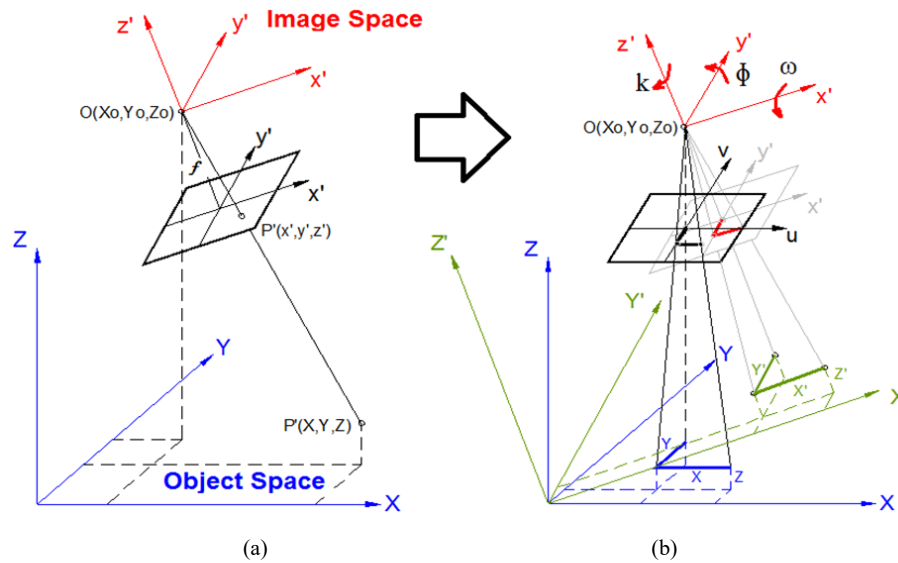 Image Space
z'
y'
x'
O(Xo,Yo,Zo)
f
y'
x'
P'(x',y',z')
Z
Y
P'(X,Y,Z)
Object Space
X
(a)
z'
y'
k
Φ
ω
x'
O(Xo,Yo,Zo)
v
y'
x'
u
Z'
Z
Y'
Y
Y'
X'
Z'
X
Y
X
Z
X
(b)